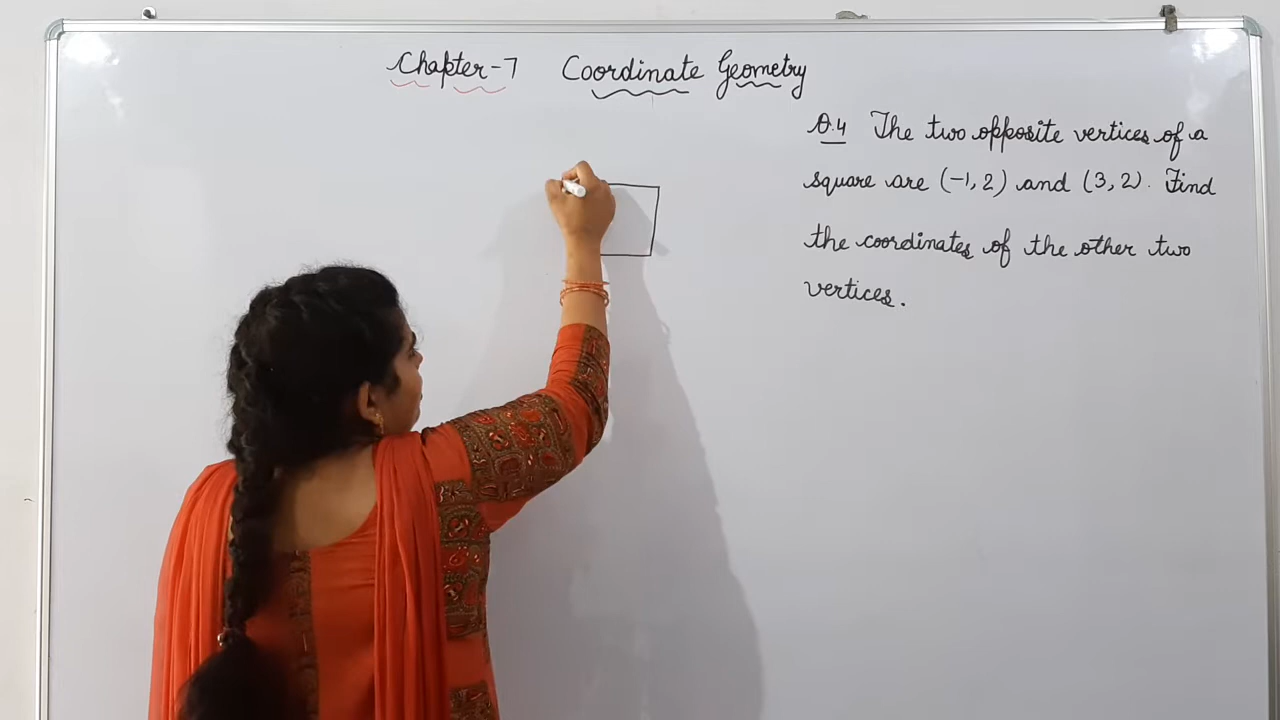 Chapter-7 Coordinate Geometry
Q.4 The two opposite vertices of a
square are (-1, 2) and (3, 2). Find
the coordinates of the other two
vertices.